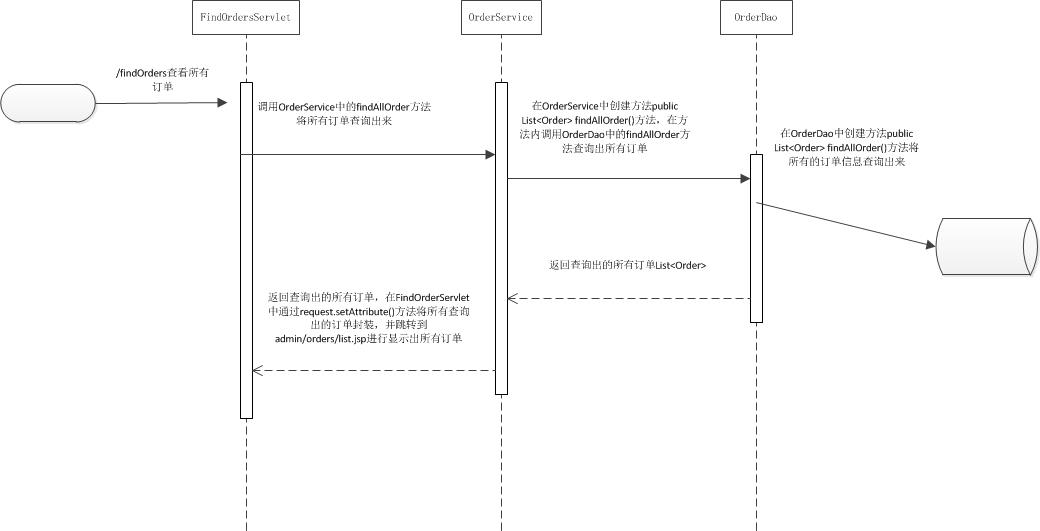 FindOrdersServlet
OrderService
OrderDao
/findOrders查看所有
订单
调用OrderService中的findAllOrder方法
将所有订单查询出来
在OrderService中创建方法public
List<Order> findAllOrder()方法，在方
法内调用OrderDao中的findAllOrder方
法查询出所有订单
在OrderDao中创建方法public
List<Order> findAllOrder()方法将
所有的订单信息查询出来
返回查询出的所有订单List<Order>
返回查询出的所有订单，在FindOrderServlet
中通过request.setAttribute()方法将所有查询
出的订单封装，并跳转到
admin/orders/list.jsp进行显示出所有订单